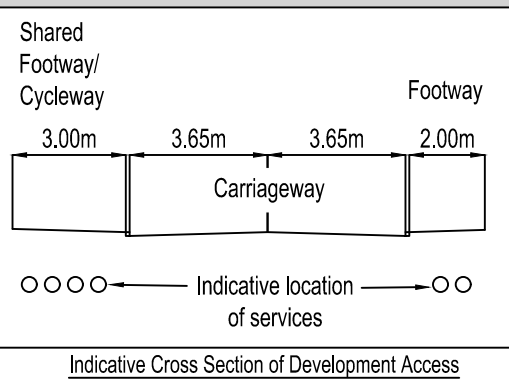 Shared
Footway/
Cycleway
Footway
3.00m 3.65m 3.65m 2.00m
Carriageway
Indicative location
of services
Indicative Cross Section of Development Access